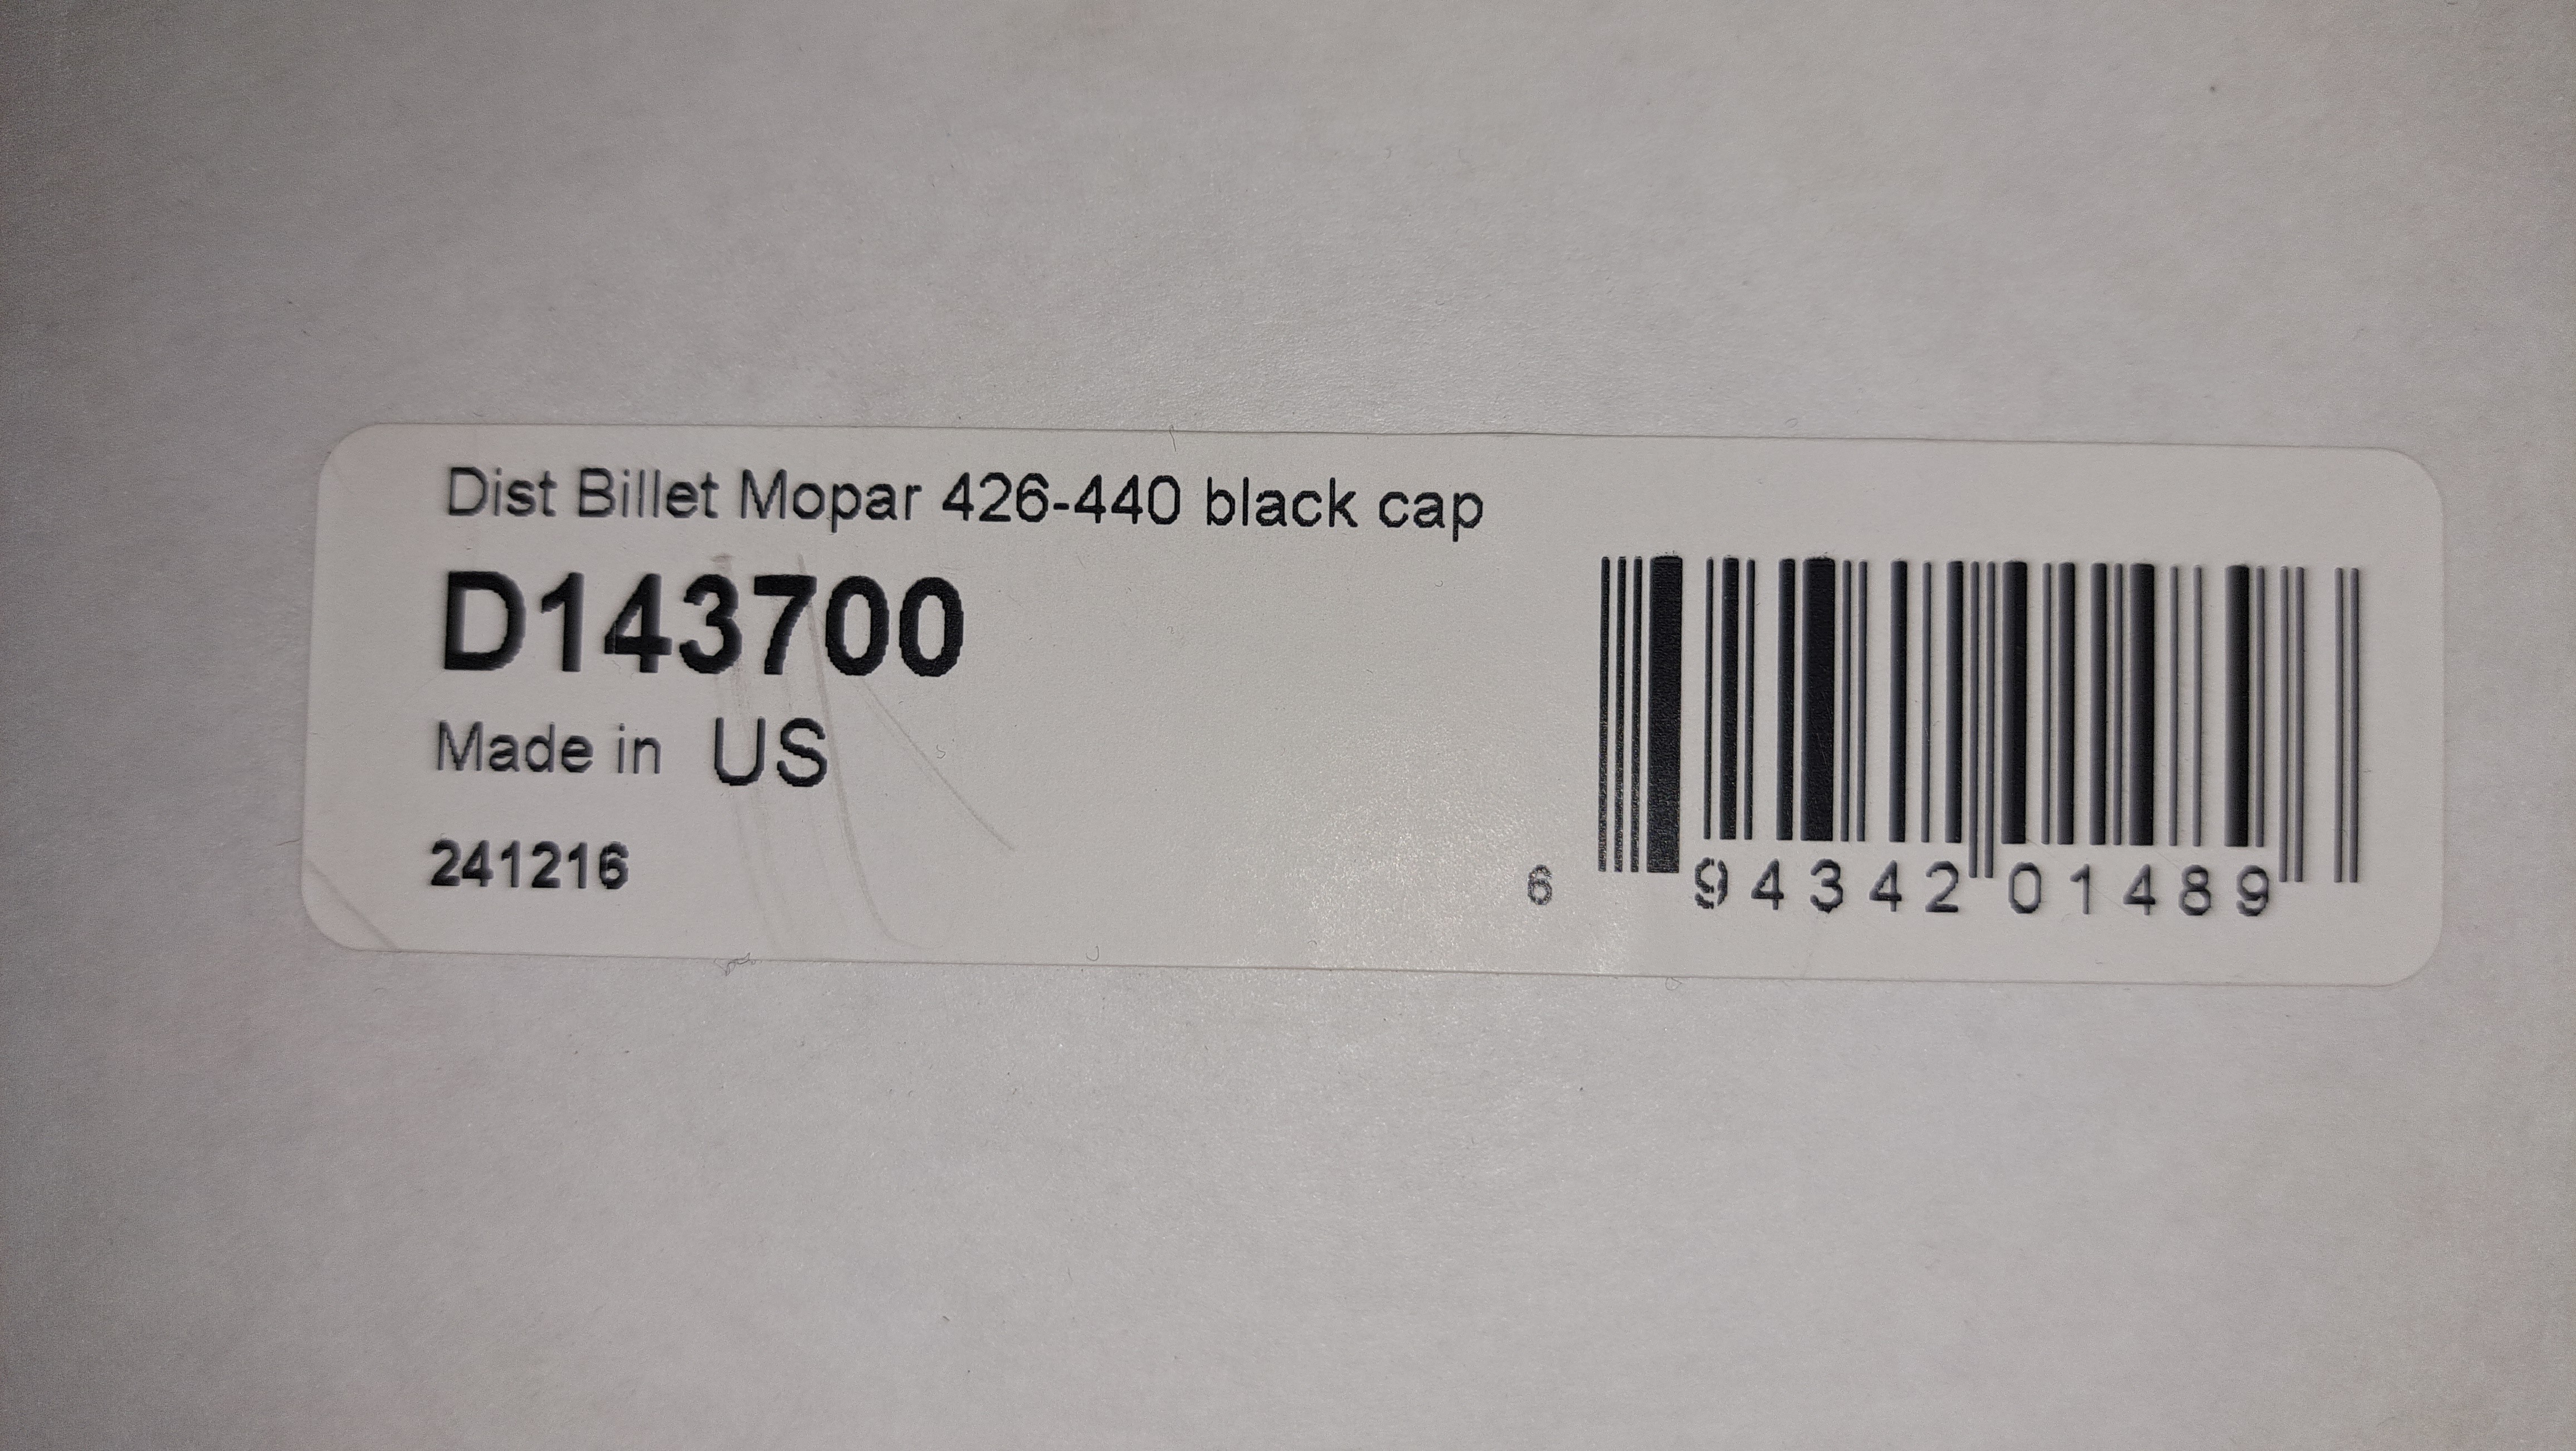 Dist Billet Mopar 426-440 black cap
D143700
Made in US
241216
6 94342 01489